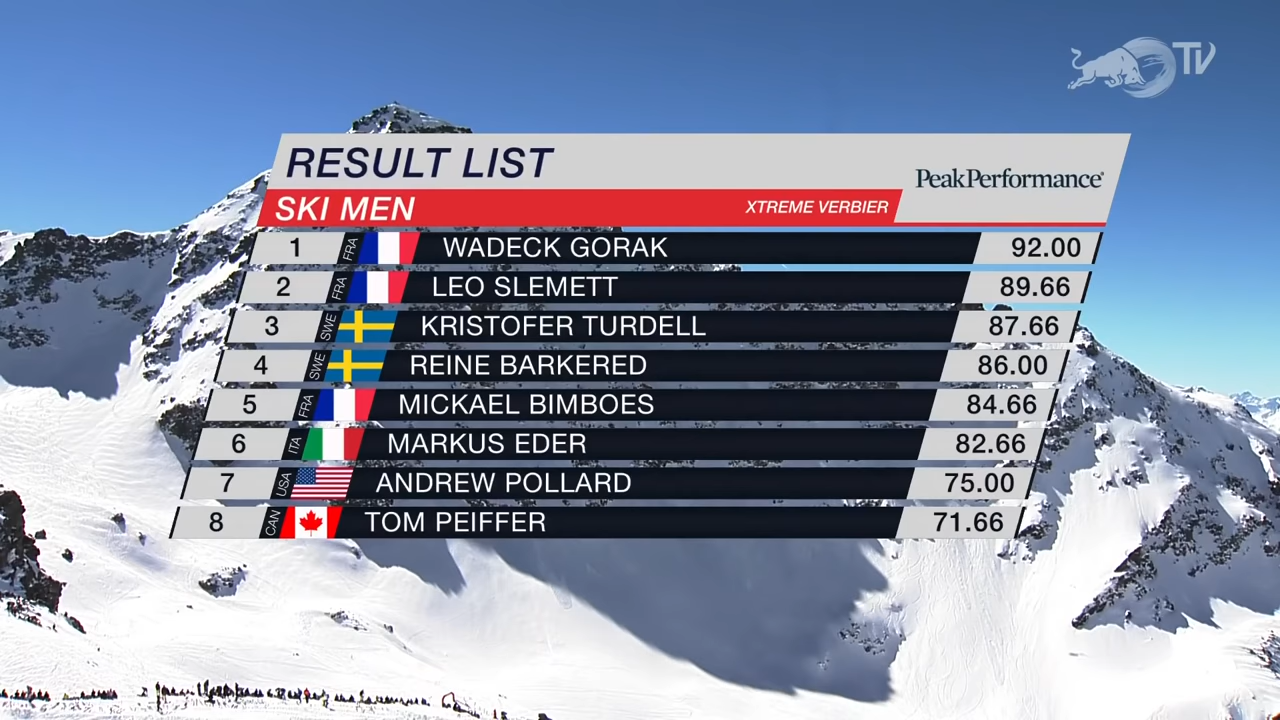 TV
RESULT LIST
PeakPerformance
SKI MEN XTREME VERBIER
1 FRA WADECK GORAK 92.00
2 FRA LEO SLEMETT 89.66
3 SWE KRISTOFER TURDELL 87.66
4 SWE REINE BARKERED 86.00
5 FRA MICKAEL BIMBOES 84.66
6 ITA MARKUS EDER 82.66
7 USA ANDREW POLLARD 75.00
8 CAN TOM PEIFFER 71.66